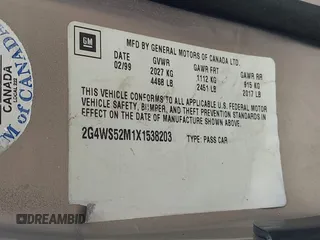 GM
MFD BY GENERAL MOTORS OF CANADA LTD.
DATE GVWR GAWR FRT GAWR RR
02/99 2027 KG 1112 KG 915 KG
4468 LB 2451 LB 2017 LB
THIS VEHICLE CONFORMS TO ALL APPLICABLE U.S. FEDERAL MOTOR
VEHICLE SAFETY, BUMPER, AND THEFT PREVENTION STANDARDS
IN EFFECT ON THE DATE OF MANUFACTURE SHOWN ABOVE.
2G4WS52M1X1538203 TYPE: PASS CAR
CANADA
OF CANADA
DREAMBID